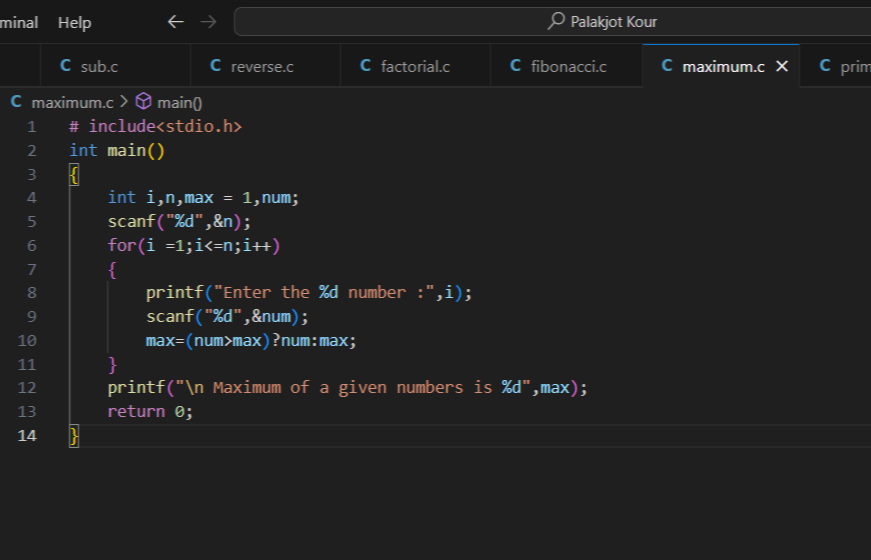 minal Help ← → Palakjot Kour
C sub.c C reverse.c C factorial.c C fibonacci.c C maximum.c × C prim
C maximum.c > main()
1 # include<stdio.h>
2 int main()
3 {
4 int i,n,max = 1,num;
5 scanf("%d",&n);
6 for(i =1;i<=n;i++)
7 {
8 printf("Enter the %d number :",i);
9 scanf("%d",&num);
10 max=(num>max)?num:max;
11 }
12 printf("\n Maximum of a given numbers is %d",max);
13 return 0;
14 }